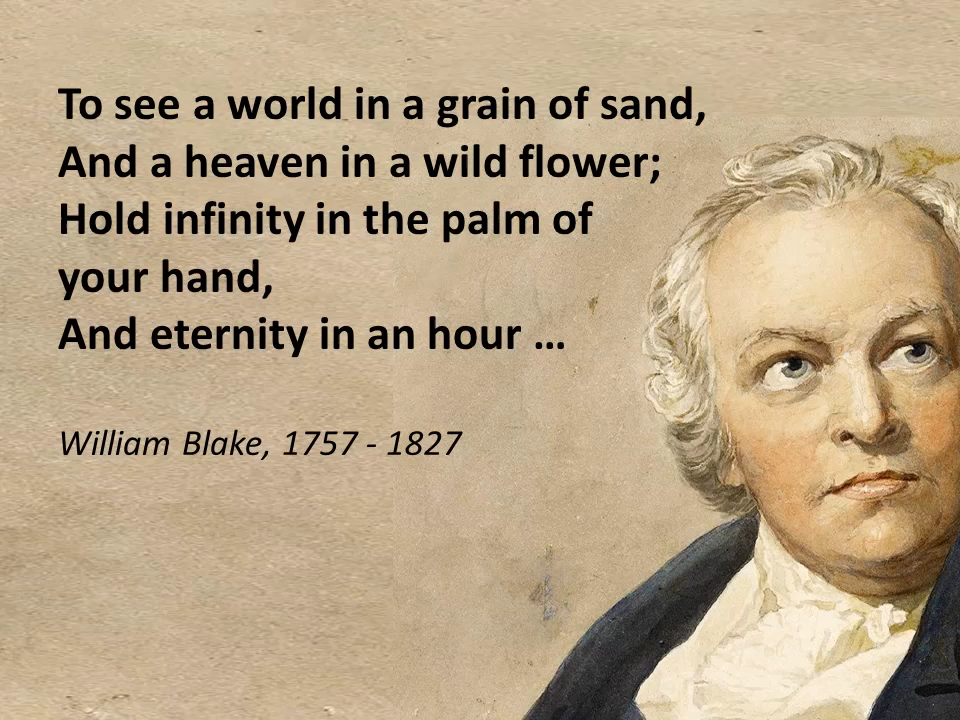 To see a world in a grain of sand,
And a heaven in a wild flower;
Hold infinity in the palm of
your hand,
And eternity in an hour …
William Blake, 1757 - 1827